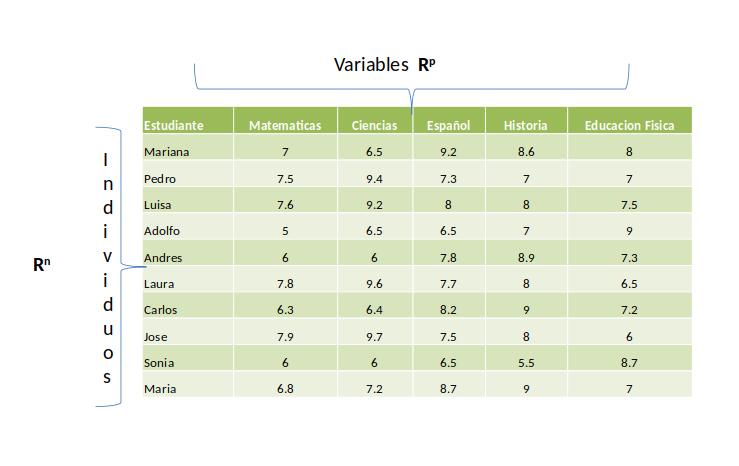 Variables Rᵖ
Estudiante Matematicas Ciencias Español Historia Educacion Fisica
Mariana 7 6.5 9.2 8.6 8
Pedro 7.5 9.4 7.3 7 7
Luisa 7.6 9.2 8 8 7.5
Adolfo 5 6.5 6.5 7 9
Andres 6 6 7.8 8.9 7.3
Laura 7.8 9.6 7.7 8 6.5
Carlos 6.3 6.4 8.2 9 7.2
Jose 7.9 9.7 7.5 8 6
Sonia 6 6 6.5 5.5 8.7
Maria 6.8 7.2 8.7 9 7
Individuos
Rⁿ